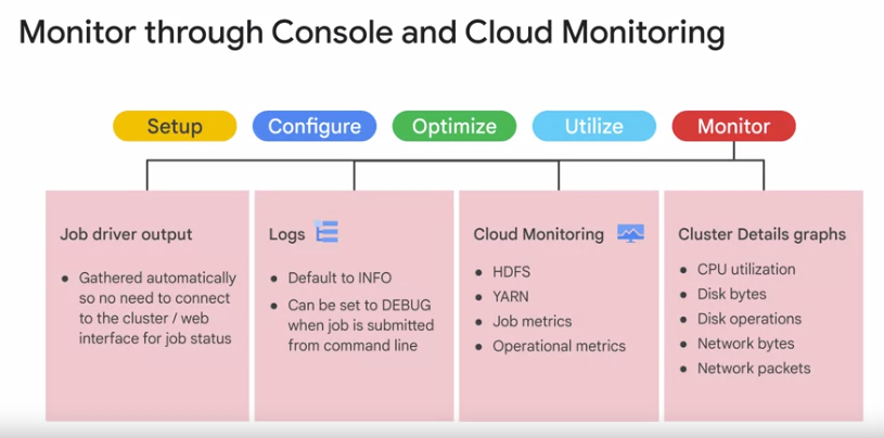 Monitor through Console and Cloud Monitoring
Setup
Configure
Optimize
Utilize
Monitor
Job driver output
• Gathered automatically
so no need to connect
to the cluster / web
interface for job status
Logs
• Default to INFO
• Can be set to DEBUG
when job is submitted
from command line
Cloud Monitoring
• HDFS
• YARN
• Job metrics
• Operational metrics
Cluster Details graphs
• CPU utilization
• Disk bytes
• Disk operations
• Network bytes
• Network packets